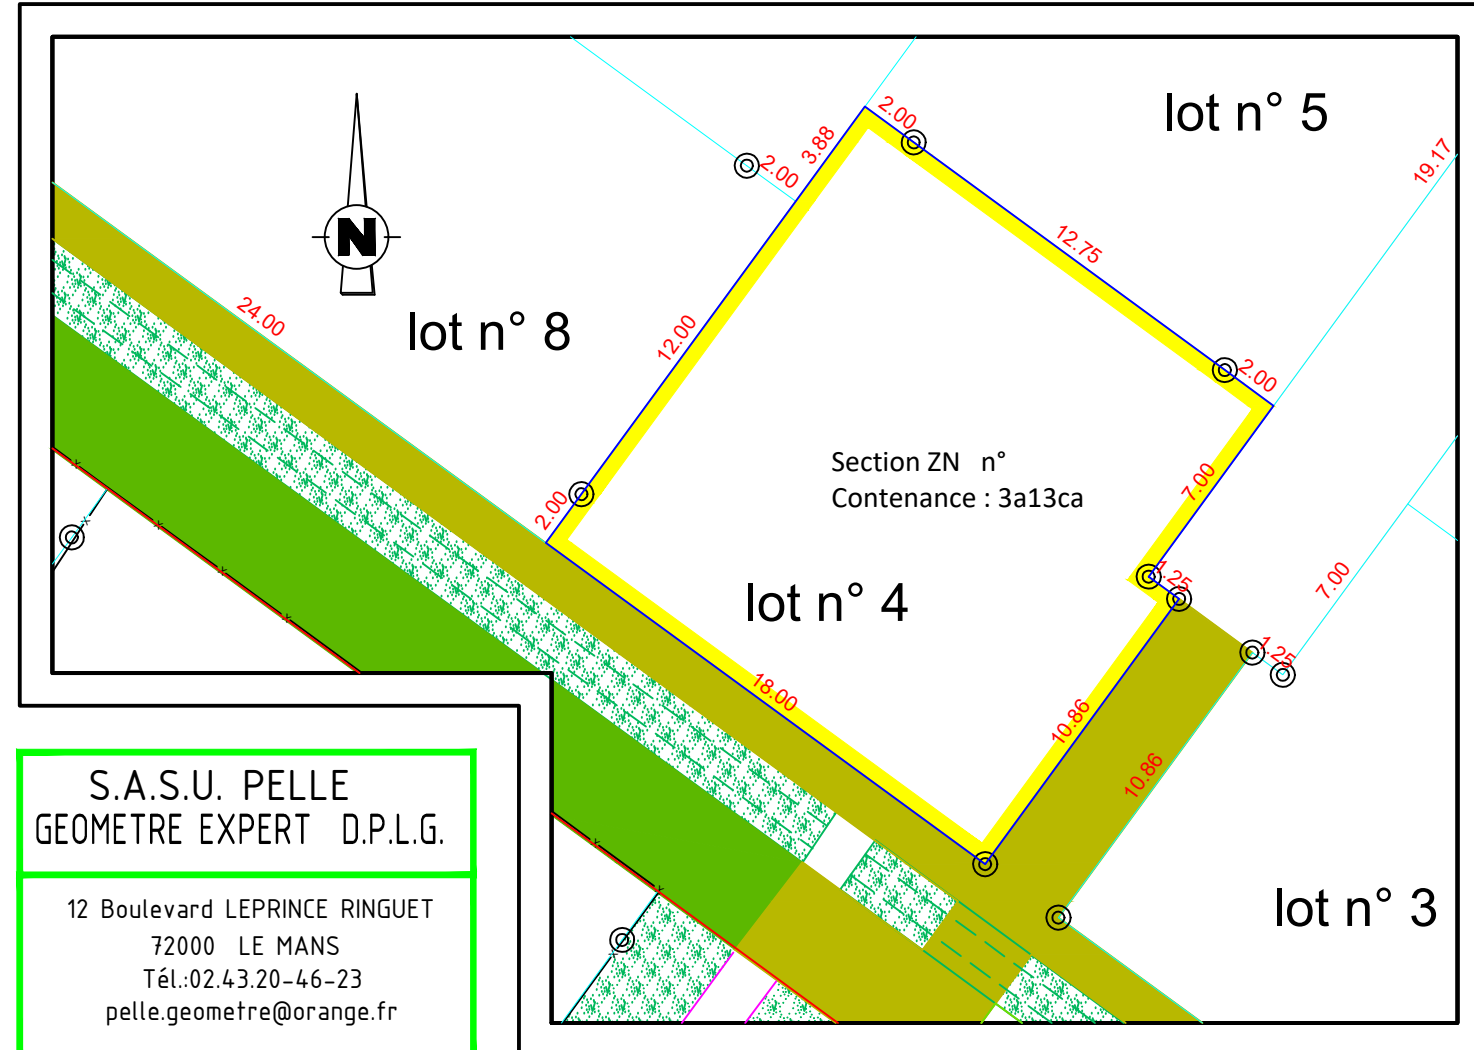 lot n° 5
2.00
3.88
2.00
19.17
12.75
N
24.00
lot n° 8
12.00
2.00
Section ZN n°
Contenance : 3a13ca
7.00
2.00
1.25
7.00
lot n° 4
1.25
18.00
10.86
10.86
lot n° 3
S.A.S.U. PELLE
GEOMETRE EXPERT D.P.L.G.
12 Boulevard LEPRINCE RINGUET
72000 LE MANS
Tél.:02.43.20-46-23
pelle.geometre@orange.fr